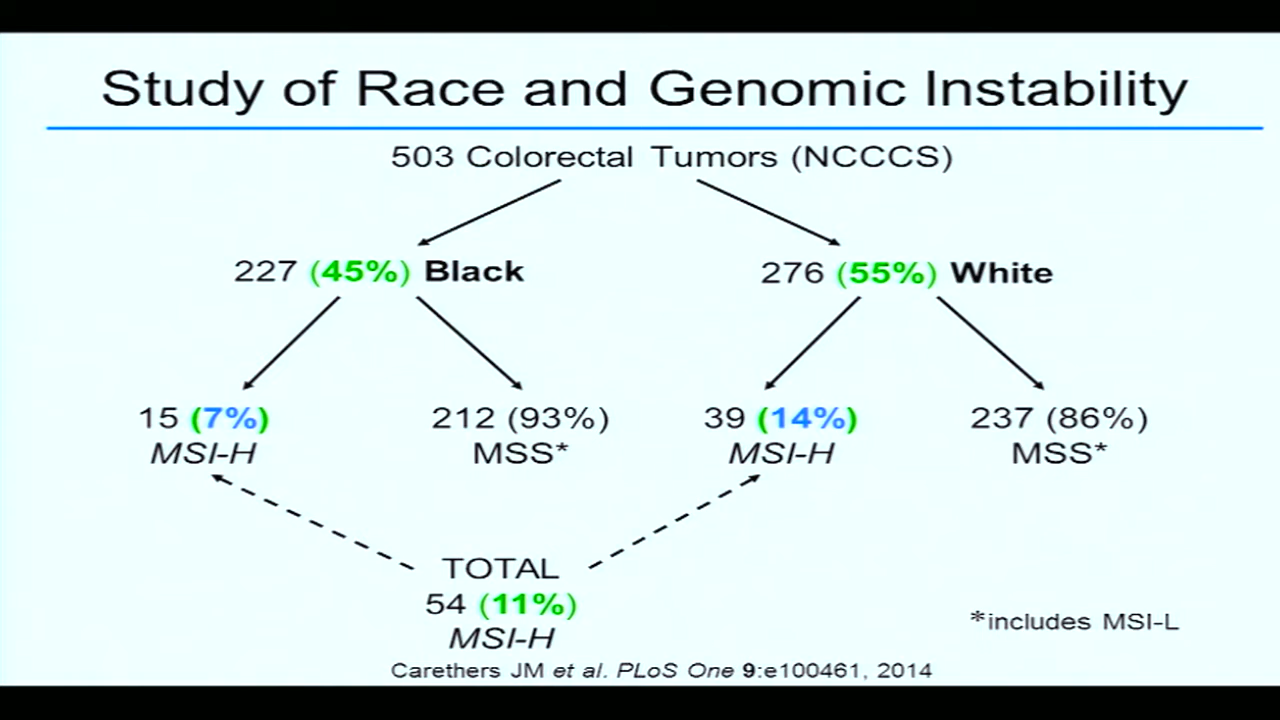 Study of Race and Genomic Instability
503 Colorectal Tumors (NCCCS)
227 (45%) Black
276 (55%) White
15 (7%)
MSI-H
212 (93%)
MSS*
39 (14%)
MSI-H
237 (86%)
MSS*
TOTAL
54 (11%)
MSI-H
*includes MSI-L
Carethers JM et al. PLoS One 9:e100461, 2014